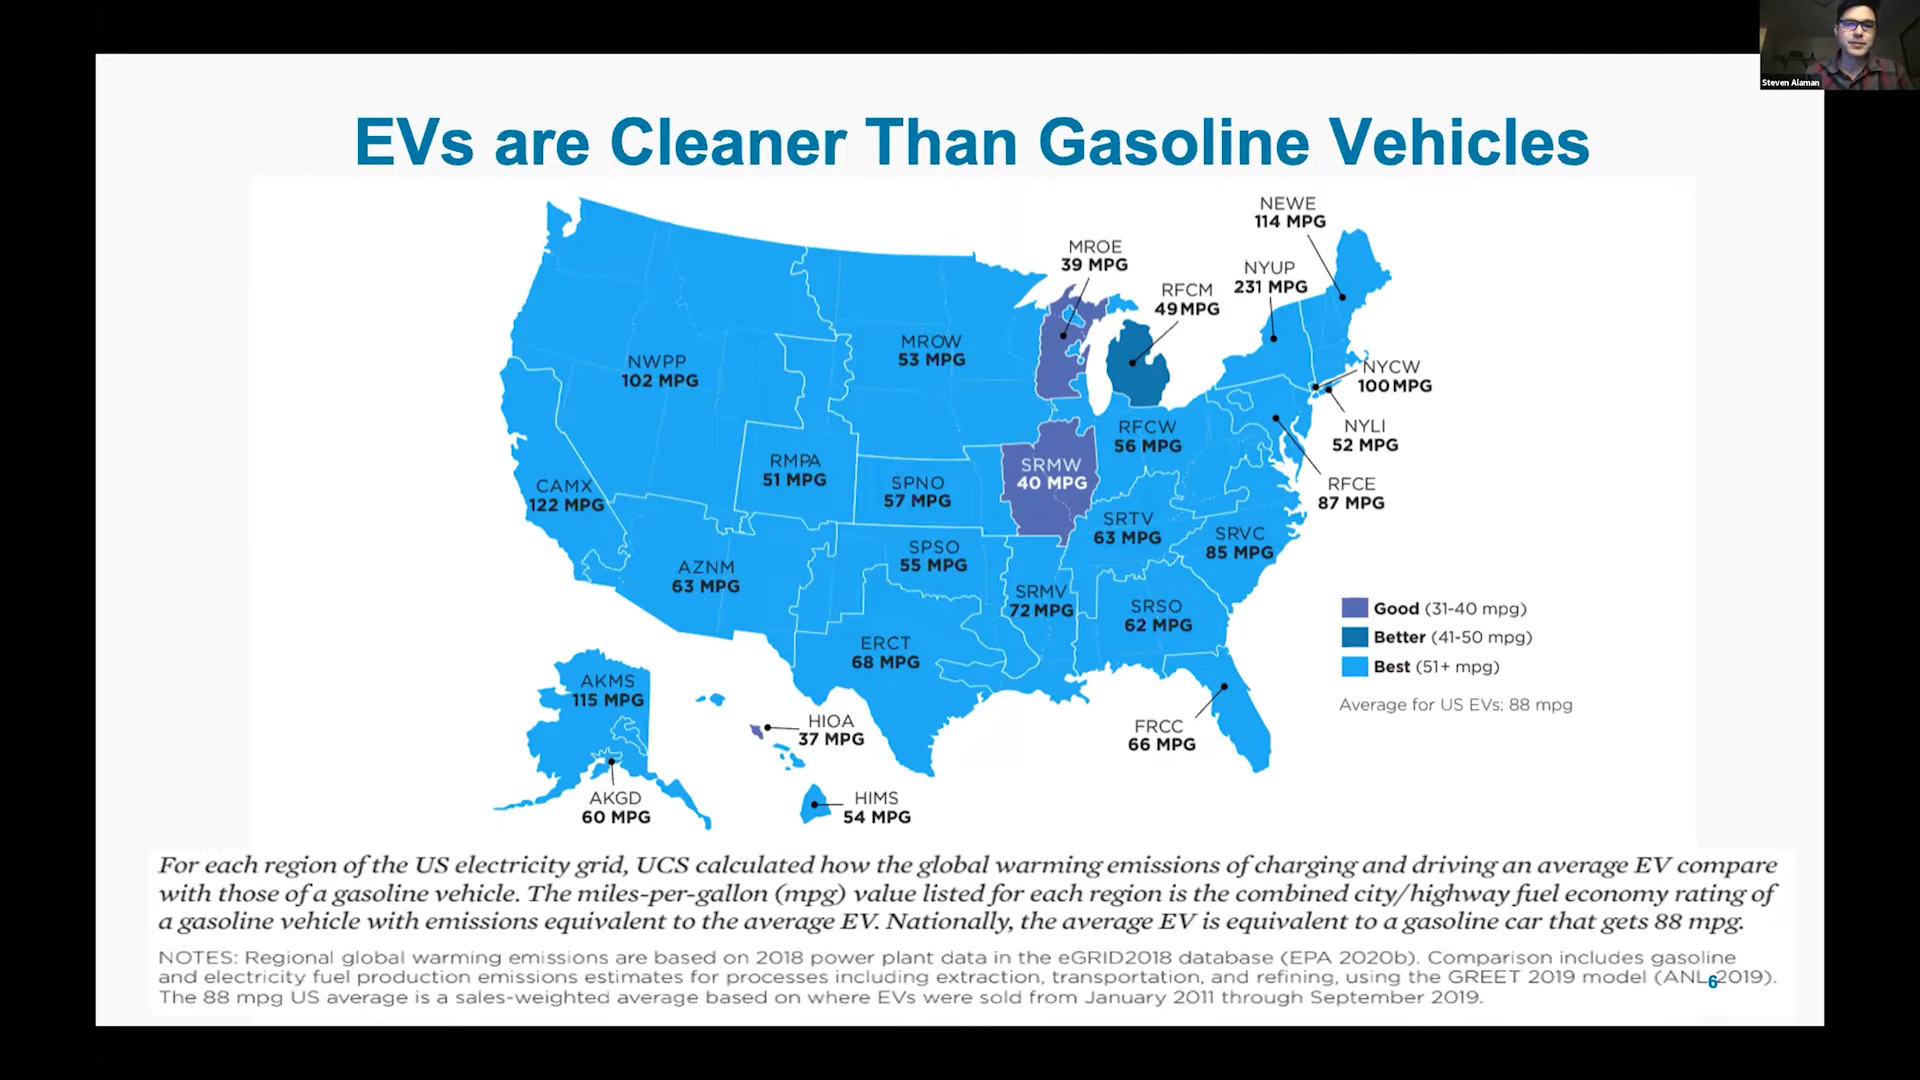 Steven Alaman
EVs are Cleaner Than Gasoline Vehicles
NEWE
114 MPG
MROE
39 MPG
NYUP
231 MPG
RFCM
49 MPG
MROW
53 MPG
NWPP
102 MPG
NYCW
100 MPG
RFCW
56 MPG
NYLI
52 MPG
RMPA
51 MPG
SRMW
40 MPG
SPNO
57 MPG
CAMX
122 MPG
RFCE
87 MPG
SRTV
63 MPG
SRVC
85 MPG
SPSO
55 MPG
AZNM
63 MPG
SRMV
72 MPG
SRSO
62 MPG
Good (31-40 mpg)
Better (41-50 mpg)
Best (51+ mpg)
Average for US EVs: 88 mpg
ERCT
68 MPG
AKMS
115 MPG
HIOA
37 MPG
FRCC
66 MPG
AKGD
60 MPG
HIMS
54 MPG
For each region of the US electricity grid, UCS calculated how the global warming emissions of charging and driving an average EV compare
with those of a gasoline vehicle. The miles-per-gallon (mpg) value listed for each region is the combined city/highway fuel economy rating of
a gasoline vehicle with emissions equivalent to the average EV. Nationally, the average EV is equivalent to a gasoline car that gets 88 mpg.
NOTES: Regional global warming emissions are based on 2018 power plant data in the eGRID2018 database (EPA 2020b). Comparison includes gasoline
and electricity fuel production emissions estimates for processes including extraction, transportation, and refining, using the GREET 2019 model (ANL 2019).
The 88 mpg US average is a sales-weighted average based on where EVs were sold from January 2011 through September 2019.
6